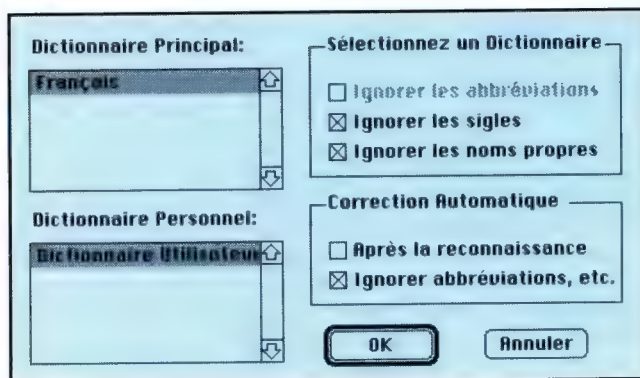 Dictionnaire Principal:
Français
Dictionnaire Personnel:
Dictionnaire Utilisateur
Sélectionnez un Dictionnaire
Ignorer les abbréviations
Ignorer les sigles
Ignorer les noms propres
Correction Automatique
Après la reconnaissance
Ignorer abbréviations, etc.
OK
Annuler